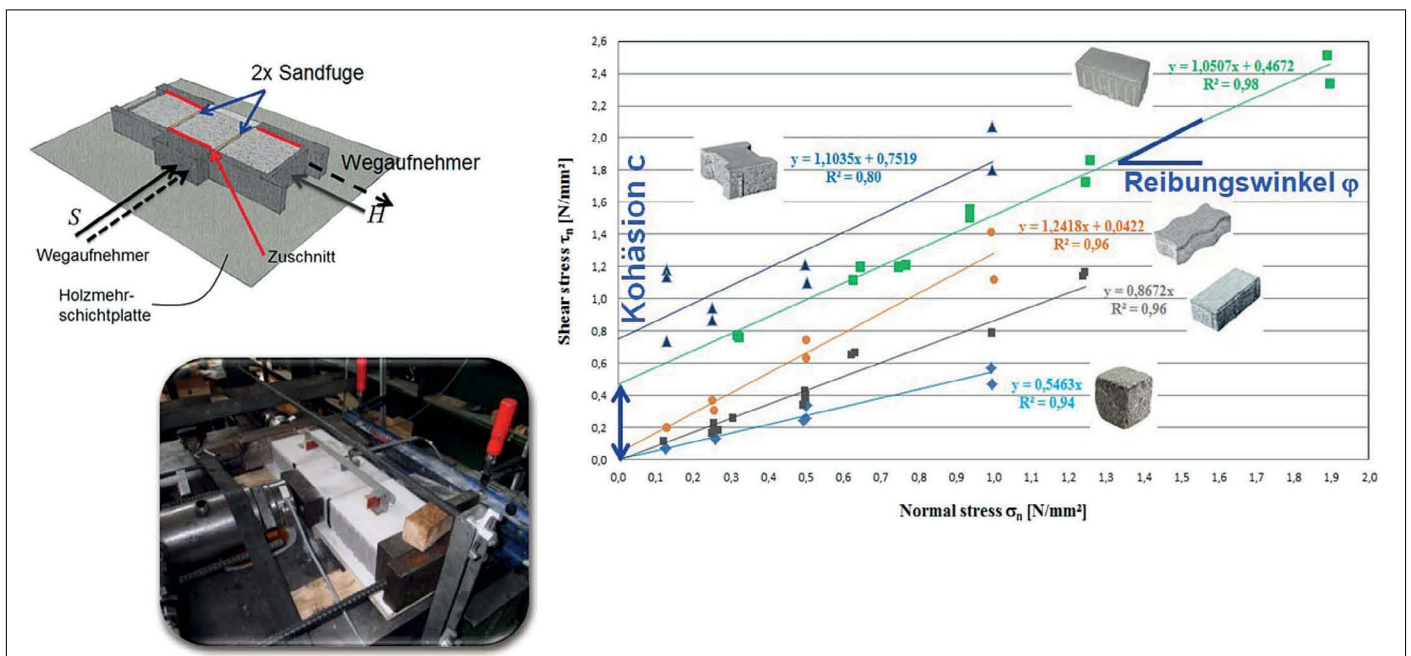 2x Sandfuge
Wegaufnehmer
S
H
Wegaufnehmer
Zuschnitt
Holzmehr-
schichtplatte
Shear stress τn [N/mm²]
2,6
2,4
2,2
2,0
1,8
1,6
1,4
1,2
1,0
0,8
0,6
0,4
0,2
0,0
Kohäsion c
y = 1,0507x + 0,4672
R² = 0,98
y = 1,1035x + 0,7519
R² = 0,80
Reibungswinkel φ
y = 1,2418x + 0,0422
R² = 0,96
y = 0,8672x
R² = 0,96
y = 0,5463x
R² = 0,94
0,0 0,1 0,2 0,3 0,4 0,5 0,6 0,7 0,8 0,9 1,0 1,1 1,2 1,3 1,4 1,5 1,6 1,7 1,8 1,9 2,0
Normal stress σn [N/mm²]